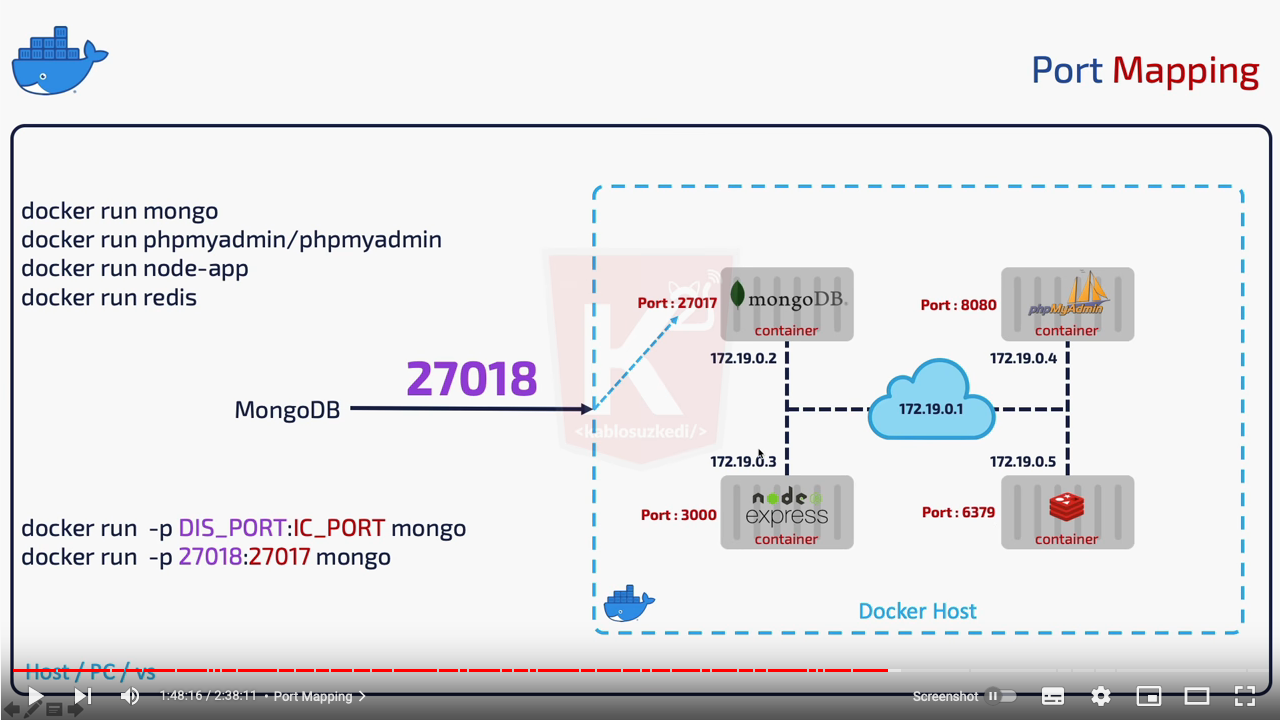 Port Mapping
docker run mongo
docker run phpmyadmin/phpmyadmin
docker run node-app
docker run redis
27018
MongoDB
docker run -p DIS_PORT:IC_PORT mongo
docker run -p 27018:27017 mongo
Port : 27017
mongoDB.
container
172.19.0.2
Port : 8080
phpMyAdmin
container
172.19.0.4
172.19.0.1
K
<kablosuzkedi/>
172.19.0.3
Port : 3000
node
express
container
172.19.0.5
Port : 6379
container
Docker Host
Host / PC / vs
1:48:16 / 2:38:11 • Port Mapping
Screenshot